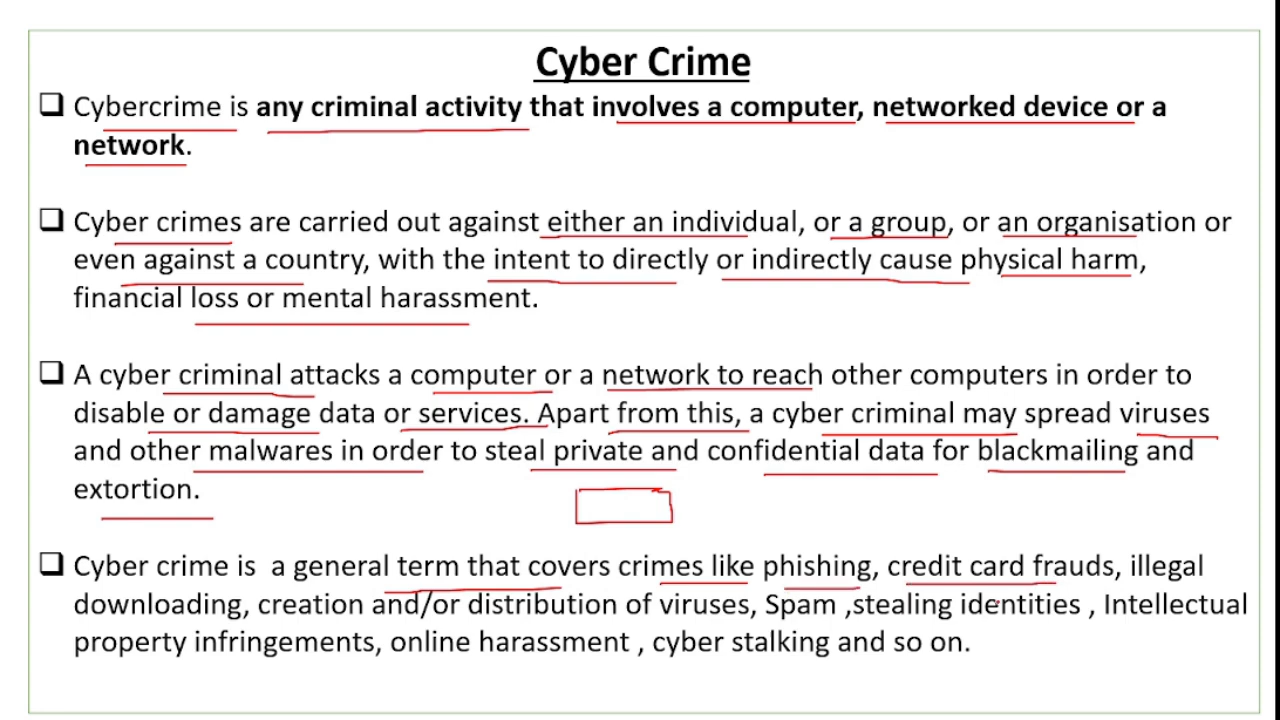 Cyber Crime
❑ Cybercrime is any criminal activity that involves a computer, networked device or a
network.
❑ Cyber crimes are carried out against either an individual, or a group, or an organisation or
even against a country, with the intent to directly or indirectly cause physical harm,
financial loss or mental harassment.
❑ A cyber criminal attacks a computer or a network to reach other computers in order to
disable or damage data or services. Apart from this, a cyber criminal may spread viruses
and other malwares in order to steal private and confidential data for blackmailing and
extortion.
❑ Cyber crime is  a general term that covers crimes like phishing, credit card frauds, illegal
downloading, creation and/or distribution of viruses, Spam ,stealing identities , Intellectual
property infringements, online harassment , cyber stalking and so on.